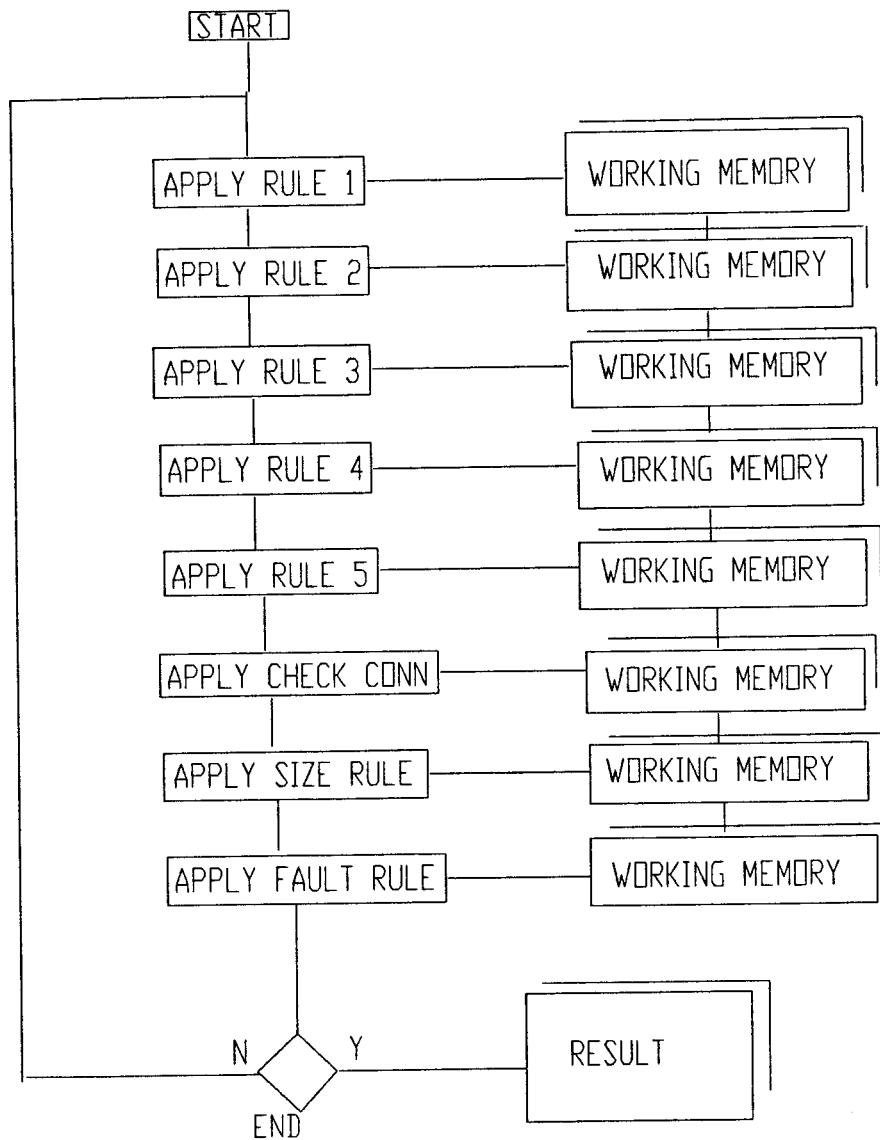 START
APPLY RULE 1
WORKING MEMORY
APPLY RULE 2
WORKING MEMORY
APPLY RULE 3
WORKING MEMORY
APPLY RULE 4
WORKING MEMORY
APPLY RULE 5
WORKING MEMORY
APPLY CHECK CONN
WORKING MEMORY
APPLY SIZE RULE
WORKING MEMORY
APPLY FAULT RULE
WORKING MEMORY
N
Y
RESULT
END